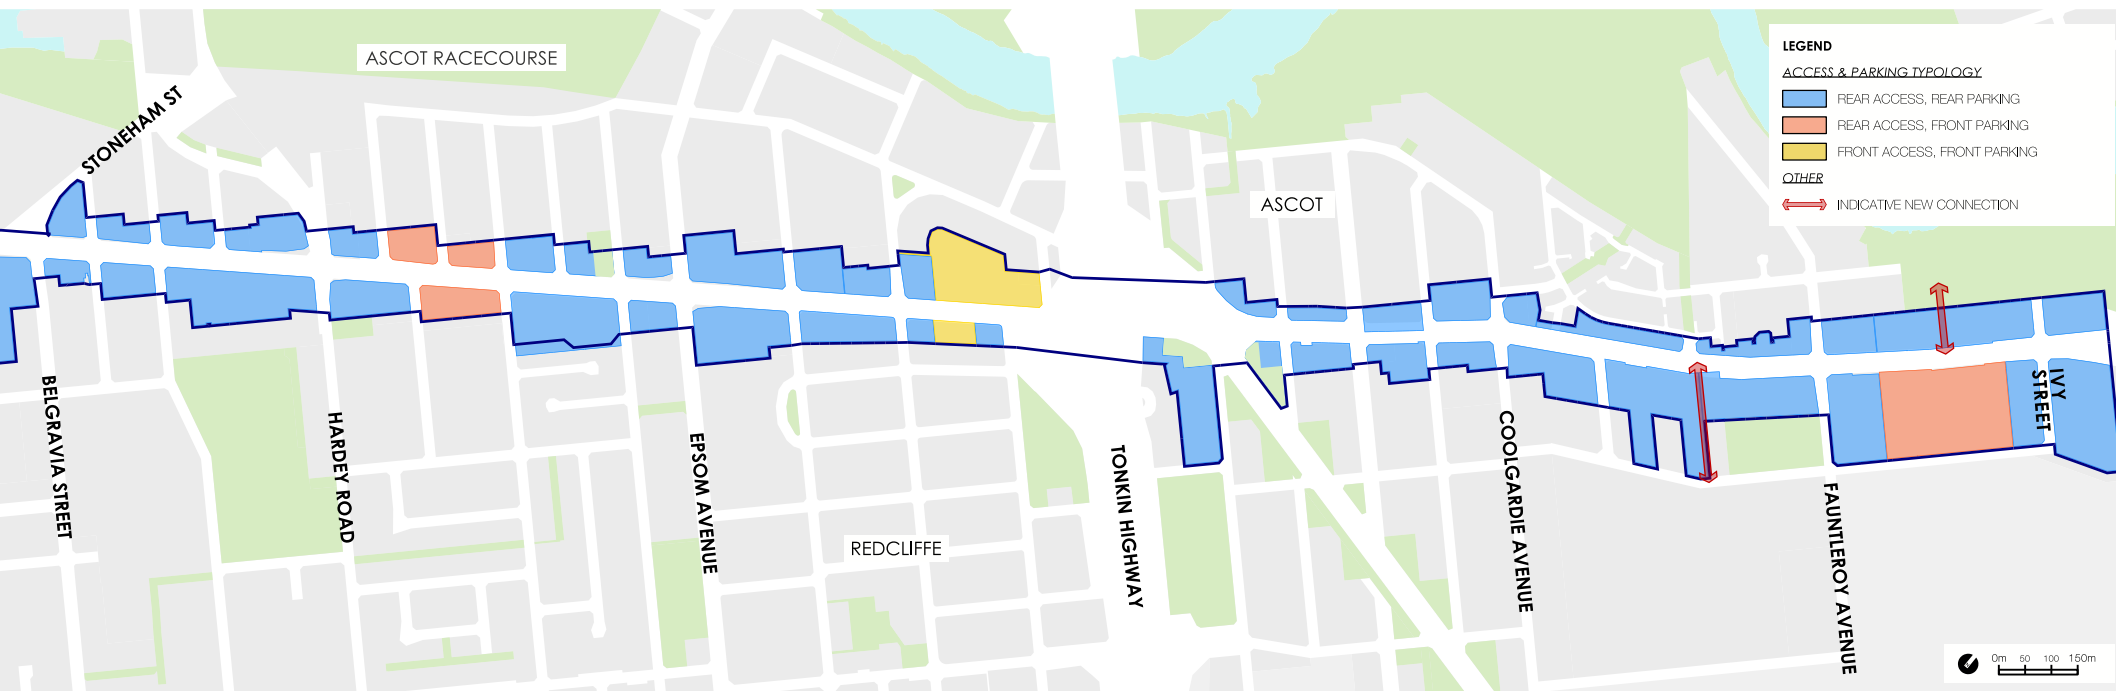 ASCOT RACECOURSE
STONEHAM ST
ASCOT
BELGRAVIA STREET
HARDEY ROAD
EPSOM AVENUE
REDCLIFFE
TONKIN HIGHWAY
COOLGARDIE AVENUE
FAUNTLEROY AVENUE
IVY
STREET
LEGEND
ACCESS & PARKING TYPOLOGY
REAR ACCESS, REAR PARKING
REAR ACCESS, FRONT PARKING
FRONT ACCESS, FRONT PARKING
OTHER
INDICATIVE NEW CONNECTION
0m 50 100 150m